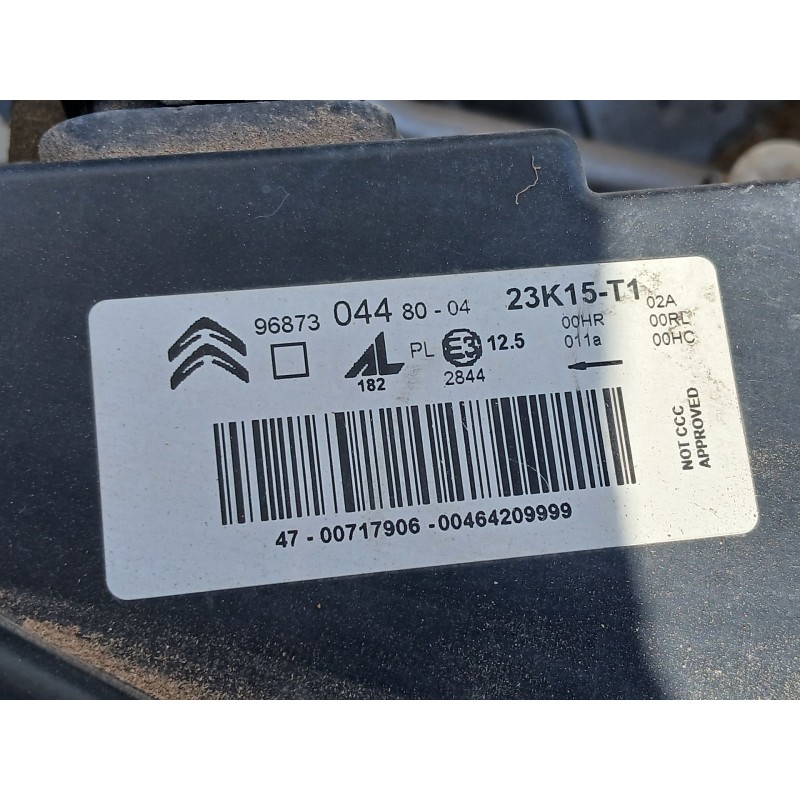 96873 044 80 - 04 23K15-T1 02A
00HR 00RL
AL PL E3 12.5 011a 00HC
182 2844
NOT CCC
APPROVED
47 - 00717906 - 00464209999